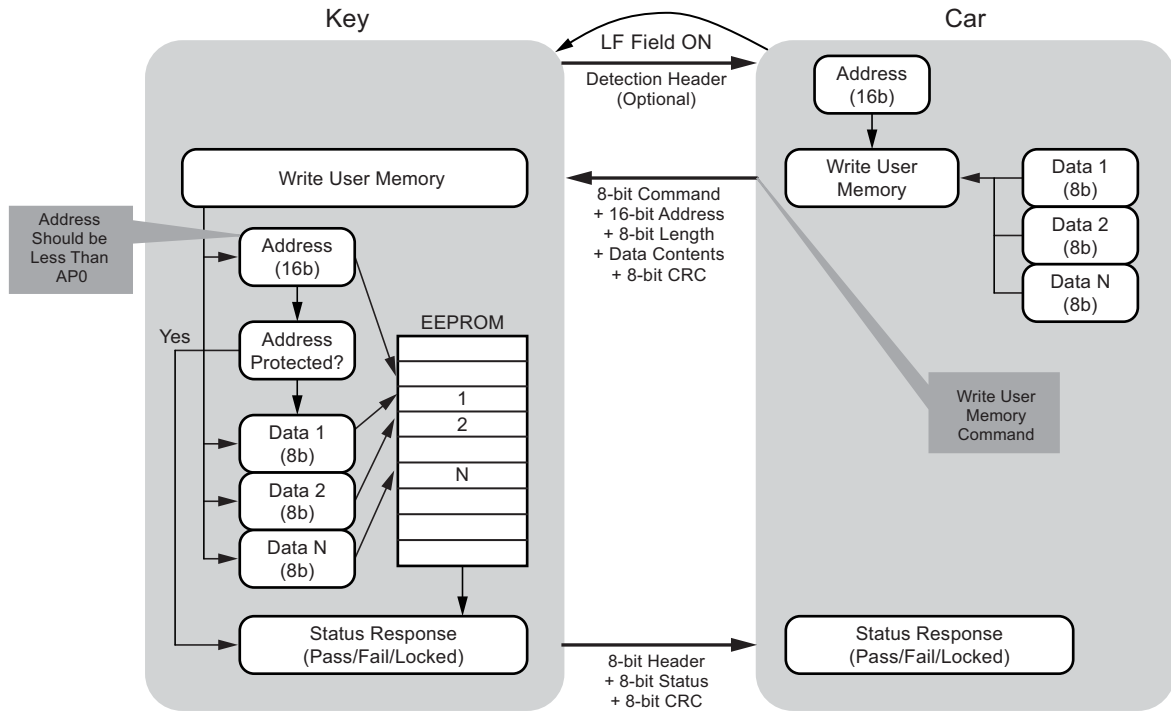 Key
Car
LF Field ON
Detection Header
(Optional)
Address
(16b)
Write User Memory
Write User
Memory
Data 1
(8b)
Data 2
(8b)
Data N
(8b)
8-bit Command
+ 16-bit Address
+ 8-bit Length
+ Data Contents
+ 8-bit CRC
Address
Should be
Less Than
AP0
Address
(16b)
Yes
Address
Protected?
EEPROM
1
2
N
Data 1
(8b)
Data 2
(8b)
Data N
(8b)
Write User
Memory
Command
Status Response
(Pass/Fail/Locked)
8-bit Header
+ 8-bit Status
+ 8-bit CRC
Status Response
(Pass/Fail/Locked)